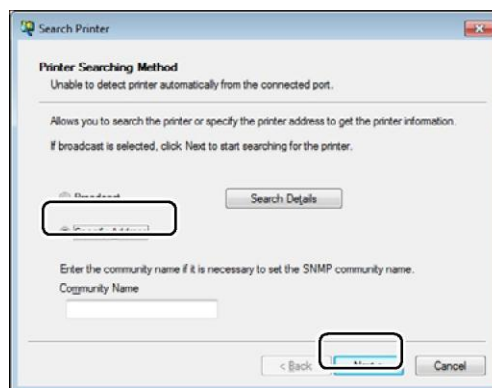 Search Printer
Printer Searching Method
Unable to detect printer automatically from the connected port.
Allows you to search the printer or specify the printer address to get the printer information.
If broadcast is selected, click Next to start searching for the printer.
Search Details
Enter the community name if it is necessary to set the SNMP community name.
Community Name
< Back
Cancel